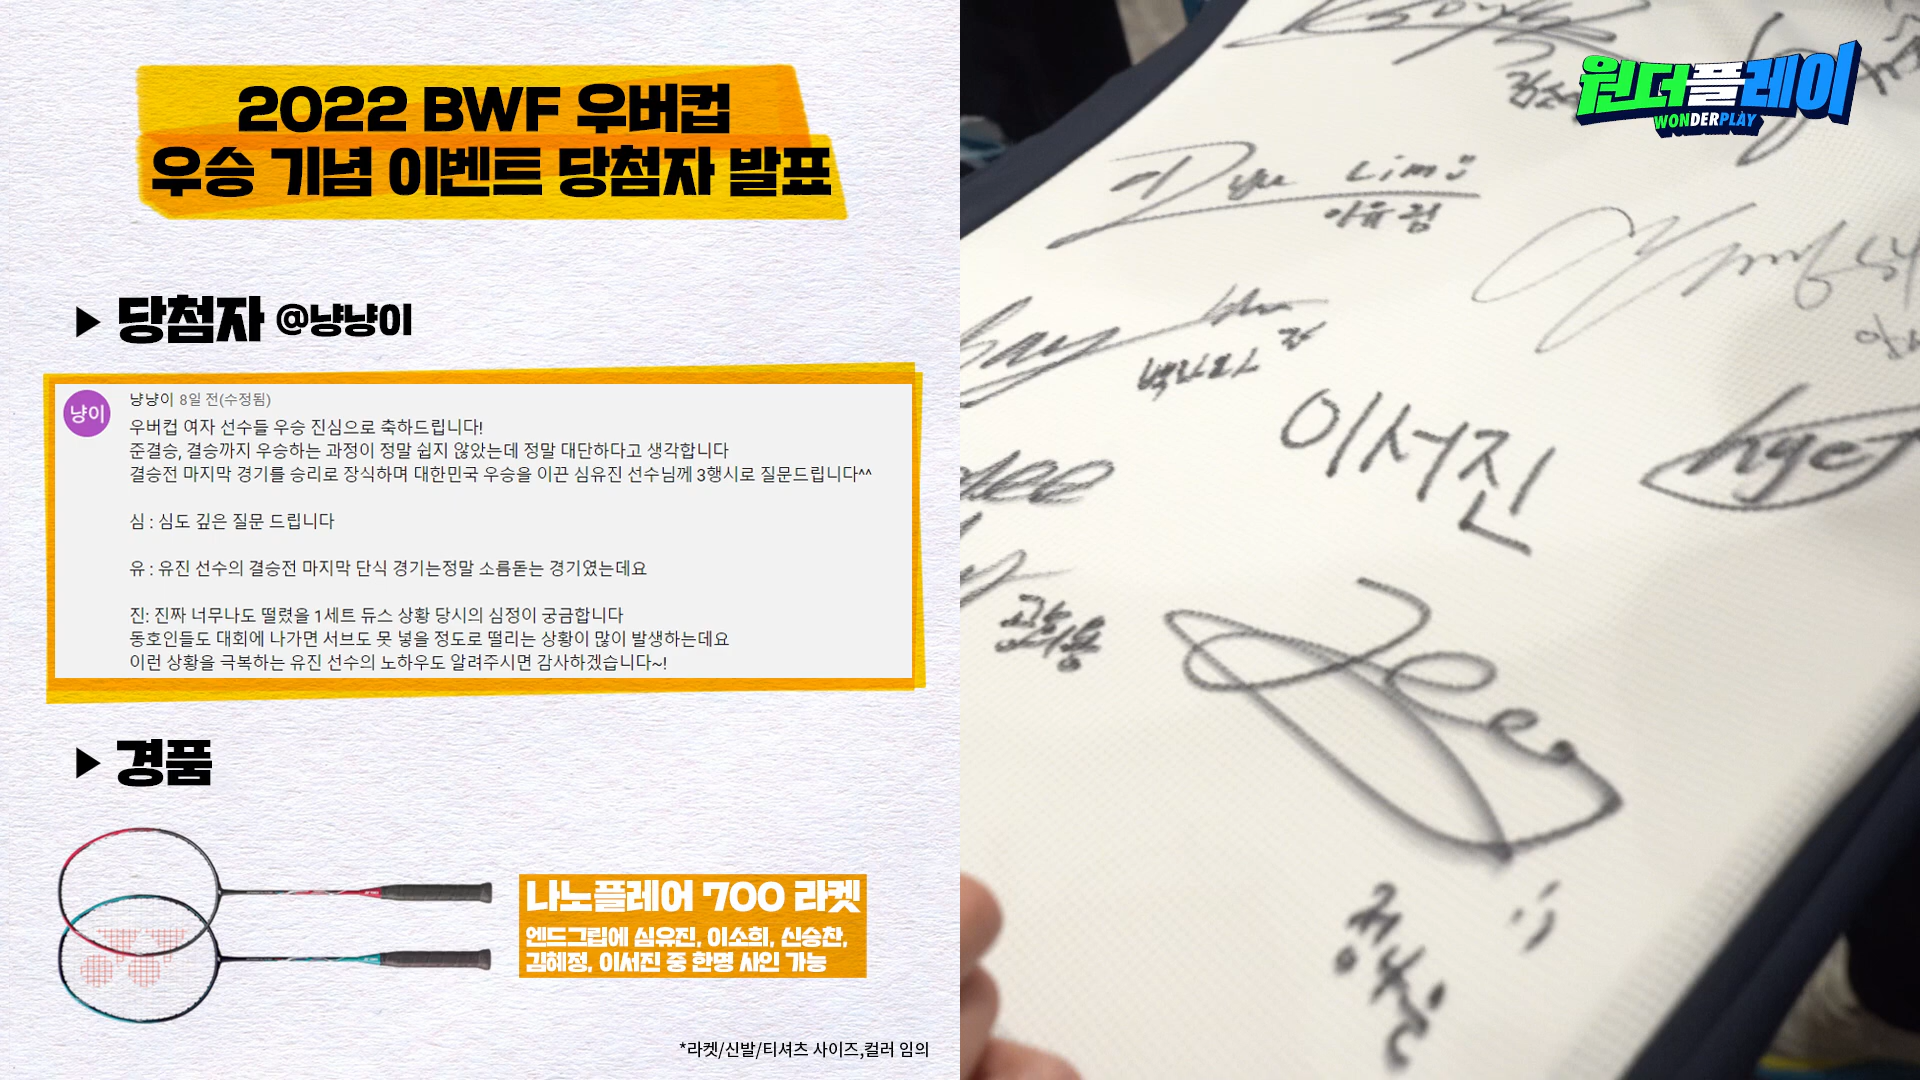 2022 BWF 우버컵
우승 기념 이벤트 당첨자 발표
당첨자 @냥냥이
냥이
냥냥이 8일 전(수정됨)
우버컵 여자 선수들 우승 진심으로 축하드립니다!
준결승, 결승까지 우승하는 과정이 정말 쉽지 않았는데 정말 대단하다고 생각합니다
결승전 마지막 경기를 승리로 장식하며 대한민국 우승을 이끈 심유진 선수님께 3행시로 질문드립니다^^
심 : 심도 깊은 질문 드립니다
유 : 유진 선수의 결승전 마지막 단식 경기는정말 소름돋는 경기였는데요
진: 진짜 너무나도 떨렸을 1세트 듀스 상황 당시의 심정이 궁금합니다
동호인들도 대회에 나가면 서브도 못 넣을 정도로 떨리는 상황이 많이 발생하는데요
이런 상황을 극복하는 유진 선수의 노하우도 알려주시면 감사하겠습니다~!
경품
나노플레어 700 라켓
엔드그립에 심유진, 이소희, 신승찬,
김혜정, 이서진 중 한명 사인 가능
*라켓/신발/티셔츠 사이즈,컬러 임의
원더플레이
WONDERPLAY
Lim
이유림
이서진